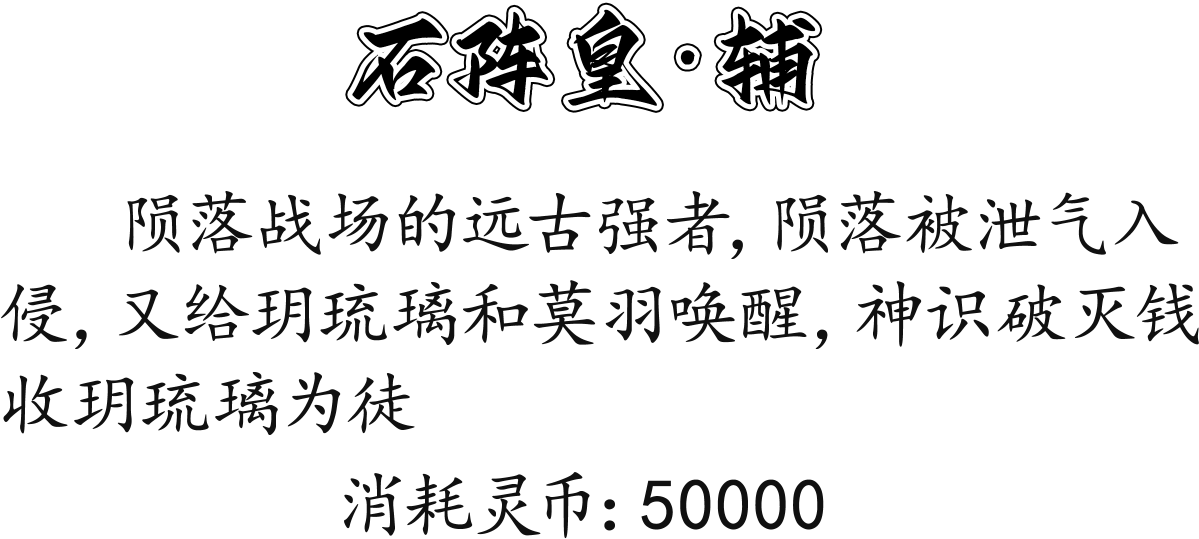 石阵皇·辅
陨落战场的远古强者，陨落被泄气入
侵，又给玥琉璃和莫羽唤醒，神识破灭钱
收玥琉璃为徒
消耗灵币：50000